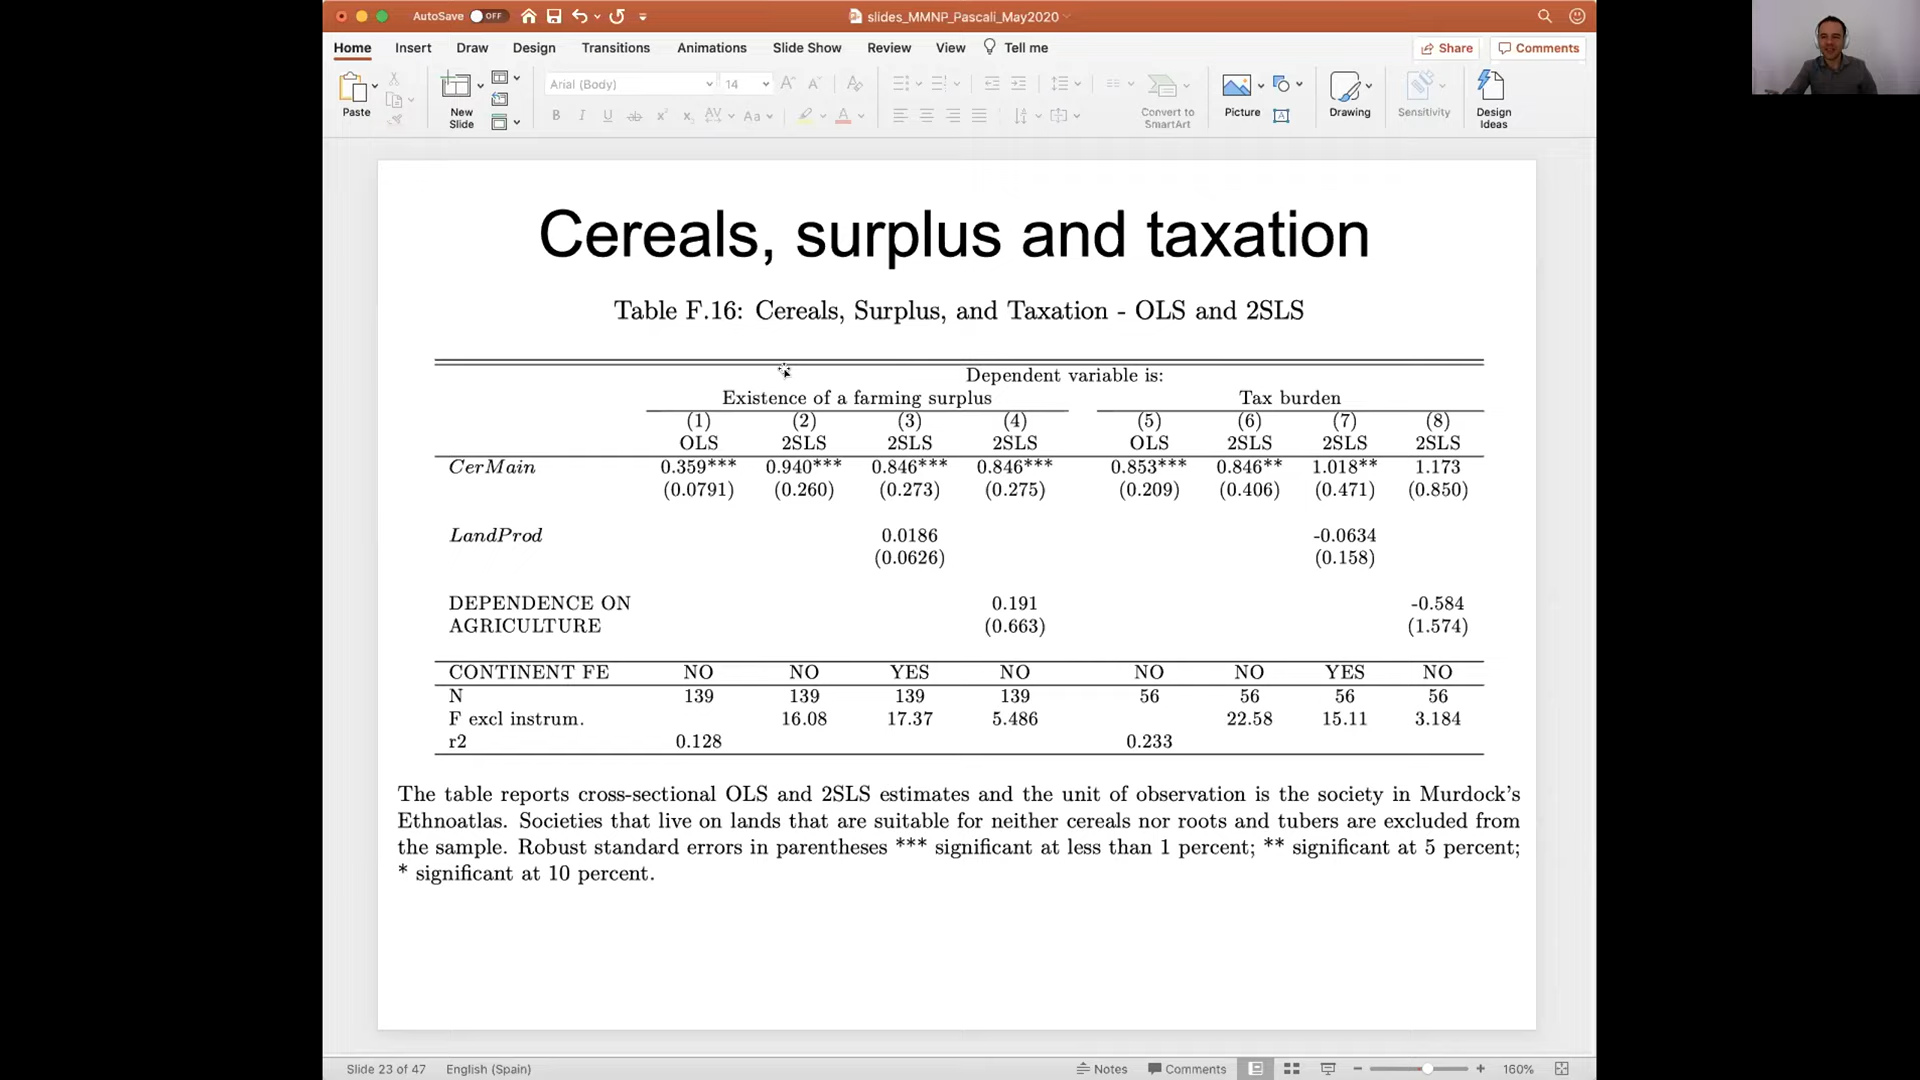 AutoSave OFF slides_MMNP_Pascali_May2020
Home Insert Draw Design Transitions Animations Slide Show Review View Tell me Share Comments
Paste New Slide Arial (Body) 14 Convert to SmartArt Picture Drawing Sensitivity Design Ideas
Cereals, surplus and taxation
Table F.16: Cereals, Surplus, and Taxation - OLS and 2SLS
Dependent variable is:
Existence of a farming surplus Tax burden
(1) (2) (3) (4) (5) (6) (7) (8)
OLS 2SLS 2SLS 2SLS OLS 2SLS 2SLS 2SLS
CerMain 0.359*** 0.940*** 0.846*** 0.846*** 0.853*** 0.846** 1.018** 1.173
(0.0791) (0.260) (0.273) (0.275) (0.209) (0.406) (0.471) (0.850)
LandProd 0.0186 -0.0634
(0.0626) (0.158)
DEPENDENCE ON 0.191 -0.584
AGRICULTURE (0.663) (1.574)
CONTINENT FE NO NO YES NO NO NO YES NO
N 139 139 139 139 56 56 56 56
F excl instrum. 16.08 17.37 5.486 22.58 15.11 3.184
r2 0.128 0.233
The table reports cross-sectional OLS and 2SLS estimates and the unit of observation is the society in Murdock's
Ethnoatlas. Societies that live on lands that are suitable for neither cereals nor roots and tubers are excluded from
the sample. Robust standard errors in parentheses *** significant at less than 1 percent; ** significant at 5 percent;
* significant at 10 percent.
Slide 23 of 47 English (Spain) Notes Comments 160%